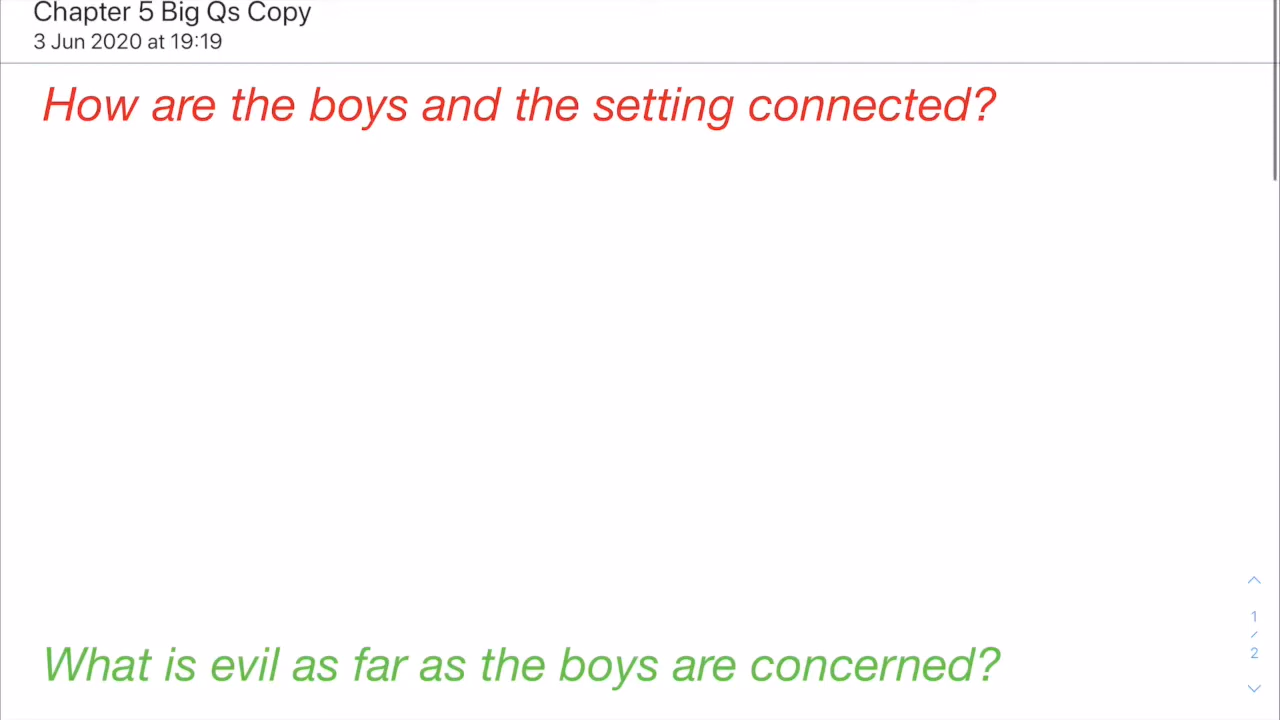 Chapter 5 Big Qs Copy
3 Jun 2020 at 19:19
How are the boys and the setting connected?
What is evil as far as the boys are concerned?
1
/
2